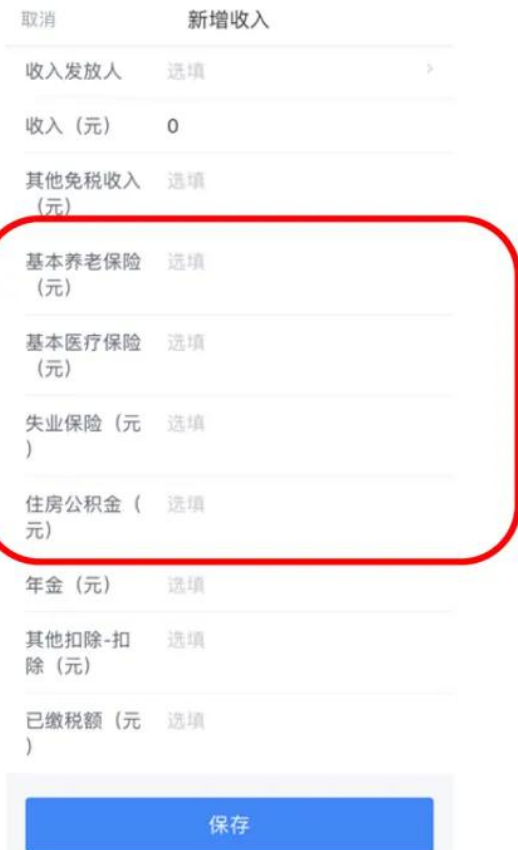 取消 新增收入
收入发放人 选填
收入（元） 0
其他免税收入 选填
（元）
基本养老保险 选填
（元）
基本医疗保险 选填
（元）
失业保险（元 选填
）
住房公积金（ 选填
元）
年金（元） 选填
其他扣除-扣 选填
除（元）
已缴税额（元 选填
）
保存